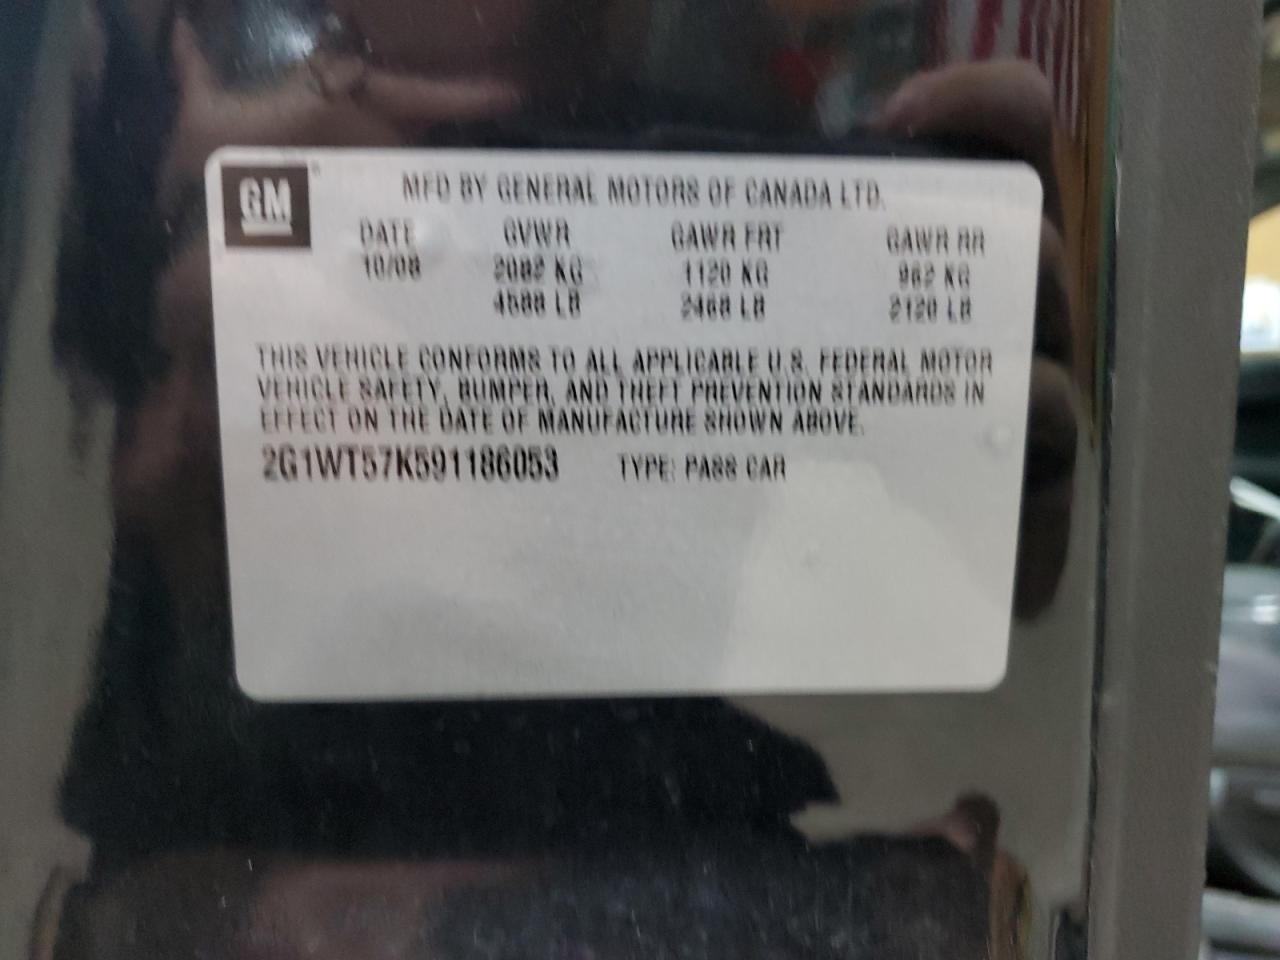 GM
MFD BY GENERAL MOTORS OF CANADA LTD.
DATE GVWR GAWR FRT GAWR RR
10/08 2082 KG 1120 KG 962 KG
4588 LB 2468 LB 2120 LB
THIS VEHICLE CONFORMS TO ALL APPLICABLE U.S. FEDERAL MOTOR
VEHICLE SAFETY, BUMPER, AND THEFT PREVENTION STANDARDS IN
EFFECT ON THE DATE OF MANUFACTURE SHOWN ABOVE.
2G1WT57K591186053 TYPE: PASS CAR